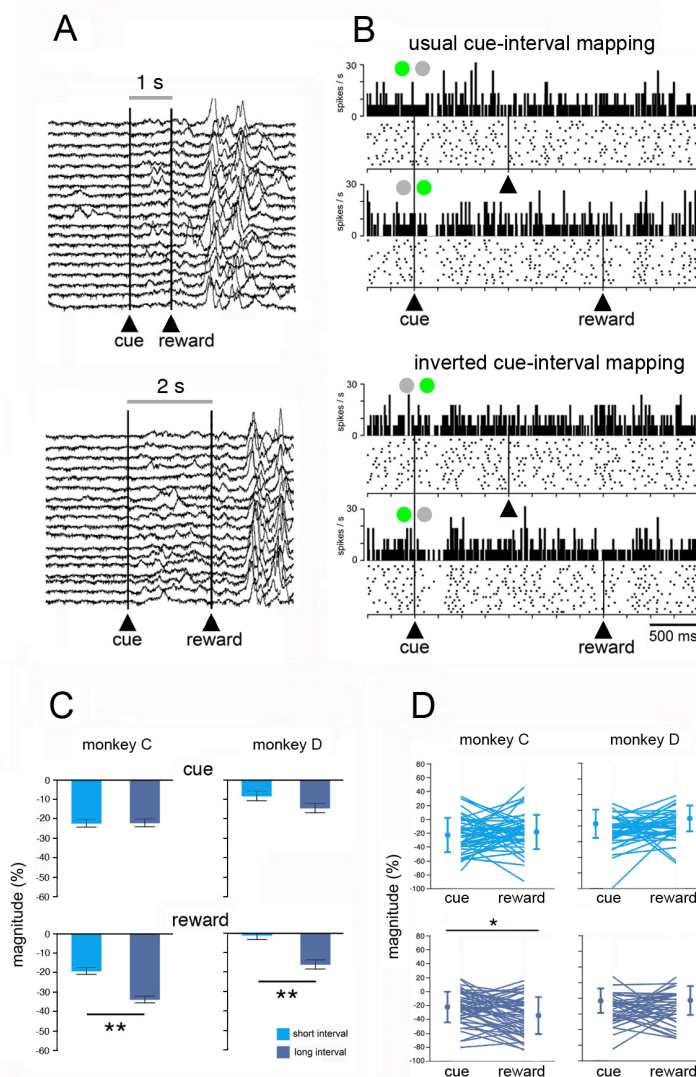 A
1 s
cue reward
2 s
cue reward
B
usual cue-interval mapping
30
0
spikes / s
30
0
spikes / s
cue reward
inverted cue-interval mapping
30
0
spikes / s
30
0
spikes / s
cue reward
500 ms
C
monkey C monkey D
cue
0
-10
-20
-30
-40
-50
-60
magnitude (%)
reward
0
-10
-20
-30
-40
-50
-60
**
**
short interval
long interval
D
monkey C monkey D
80
60
40
20
0
-20
-40
-60
-80
-100
cue reward cue reward
magnitude (%)
*
80
60
40
20
0
-20
-40
-60
-80
-100
cue reward cue reward